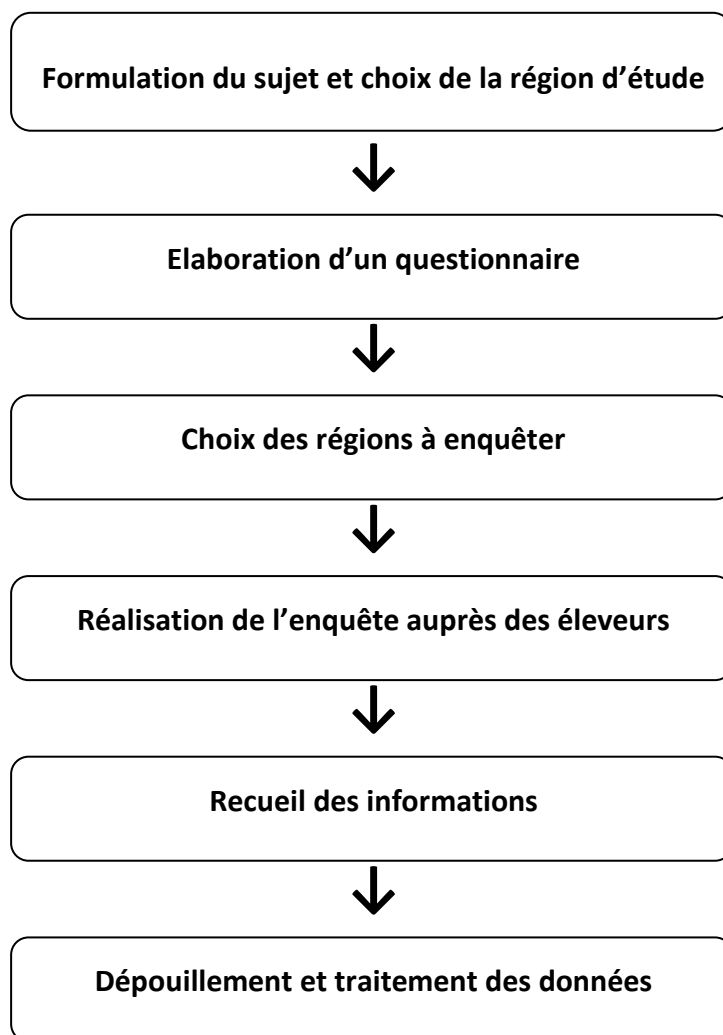 Formulation du sujet et choix de la région d’étude
Elaboration d’un questionnaire
Choix des régions à enquêter
Réalisation de l’enquête auprès des éleveurs
Recueil des informations
Dépouillement et traitement des données